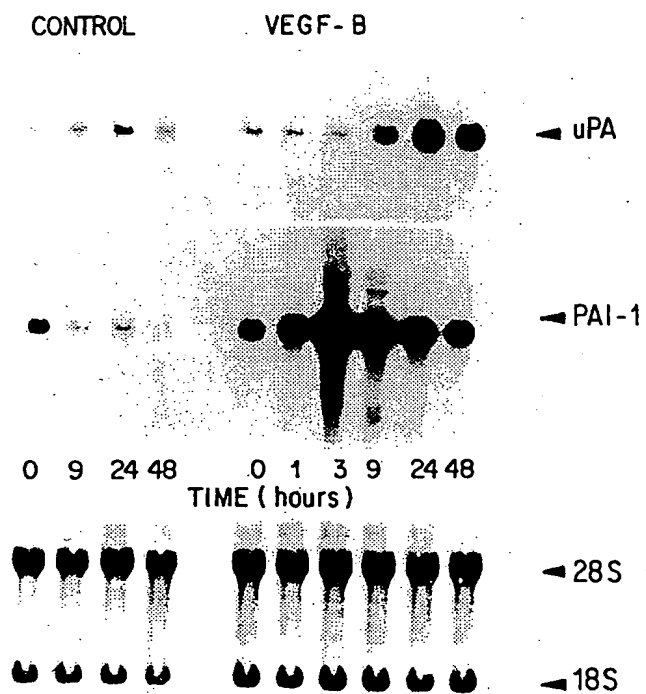 CONTROL VEGF-B
uPA
PAI-1
0 9 24 48 0 1 3 9 24 48
TIME (hours)
28S
18S